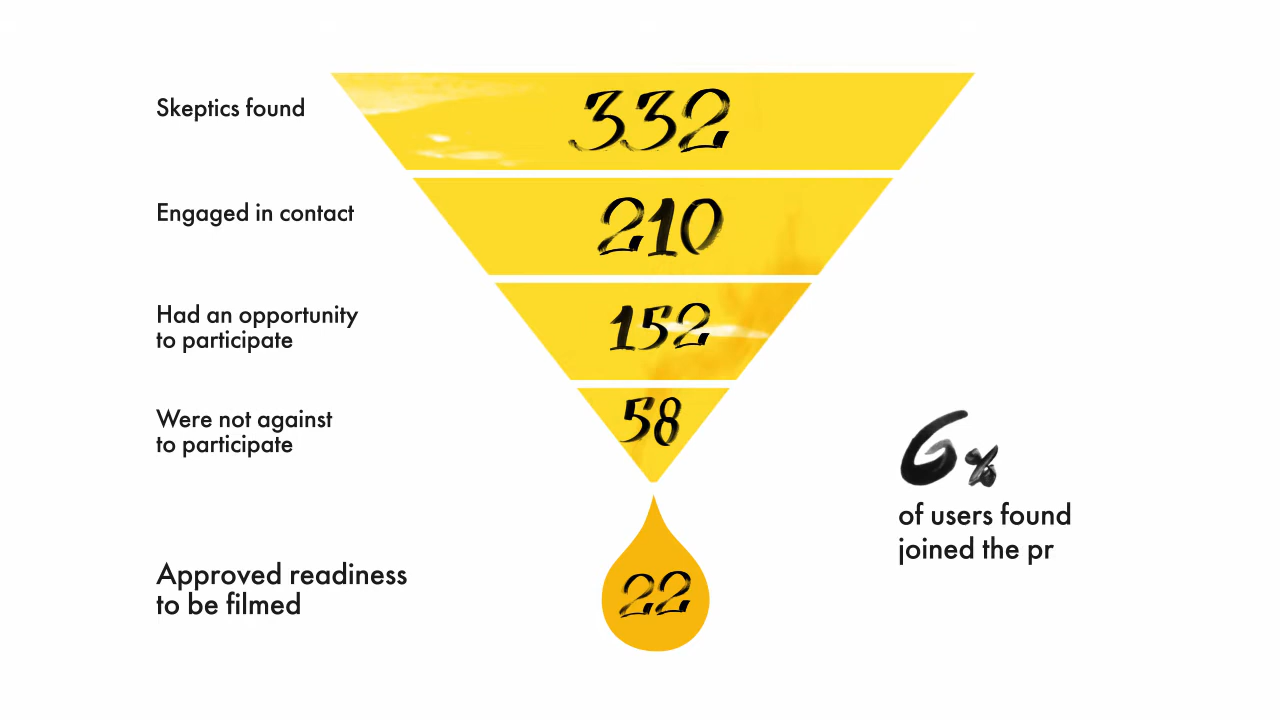 Skeptics found
332
Engaged in contact
210
Had an opportunity
to participate
152
Were not against
to participate
58
Approved readiness
to be filmed
22
6%
of users found
joined the pr